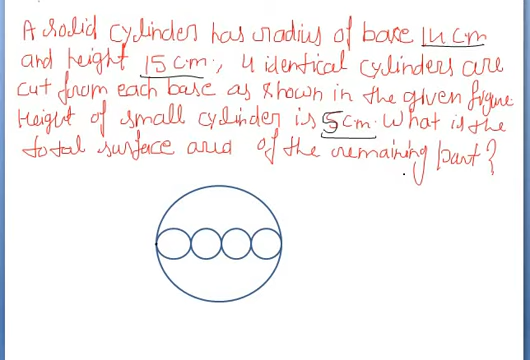 A solid cylinder has radius of base 14 cm
and height 15 cm., 4 identical cylinders are
cut from each base as shown in the given figure.
Height of small cylinder is 5 cm. What is the
total surface area of the remaining part?